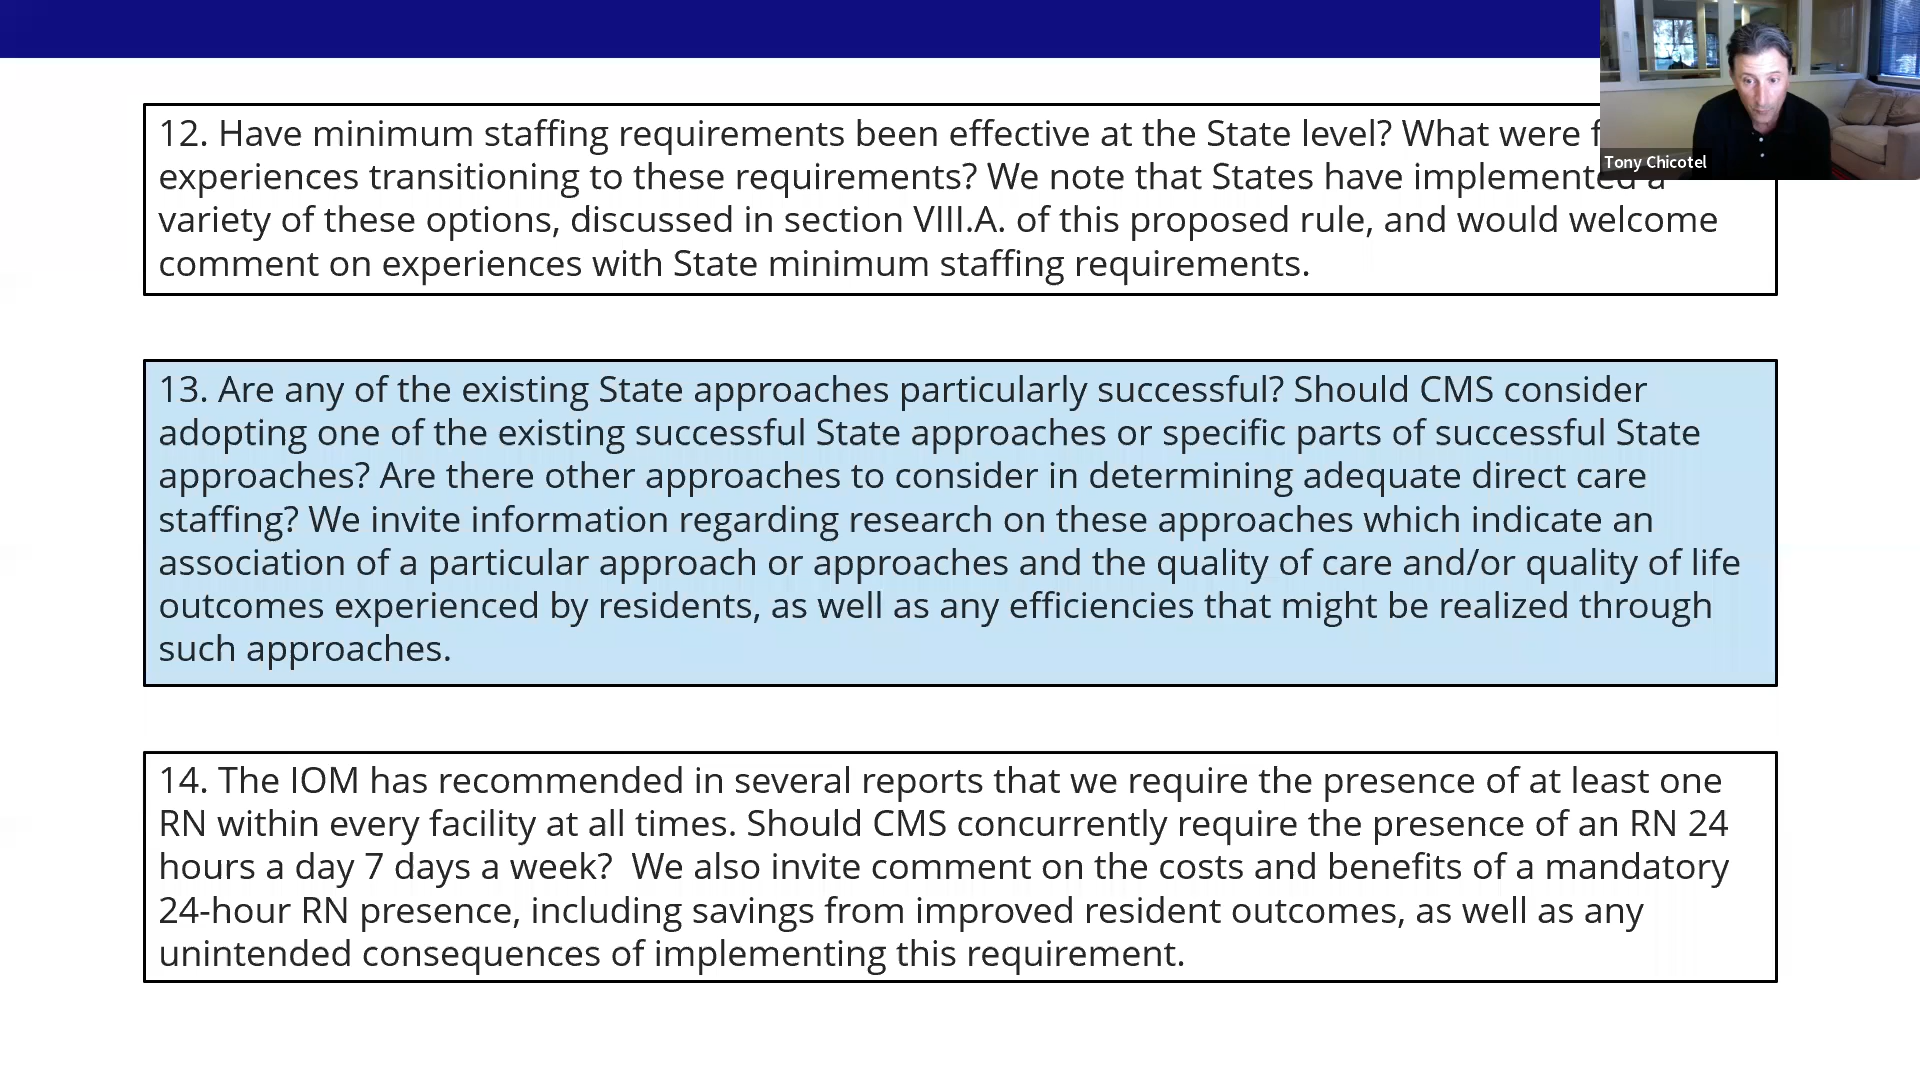 12. Have minimum staffing requirements been effective at the State level? What were
experiences transitioning to these requirements? We note that States have implemented a
variety of these options, discussed in section VIII.A. of this proposed rule, and would welcome
comment on experiences with State minimum staffing requirements.
Tony Chicotel
13. Are any of the existing State approaches particularly successful? Should CMS consider
adopting one of the existing successful State approaches or specific parts of successful State
approaches? Are there other approaches to consider in determining adequate direct care
staffing? We invite information regarding research on these approaches which indicate an
association of a particular approach or approaches and the quality of care and/or quality of life
outcomes experienced by residents, as well as any efficiencies that might be realized through
such approaches.
14. The IOM has recommended in several reports that we require the presence of at least one
RN within every facility at all times. Should CMS concurrently require the presence of an RN 24
hours a day 7 days a week?  We also invite comment on the costs and benefits of a mandatory
24-hour RN presence, including savings from improved resident outcomes, as well as any
unintended consequences of implementing this requirement.